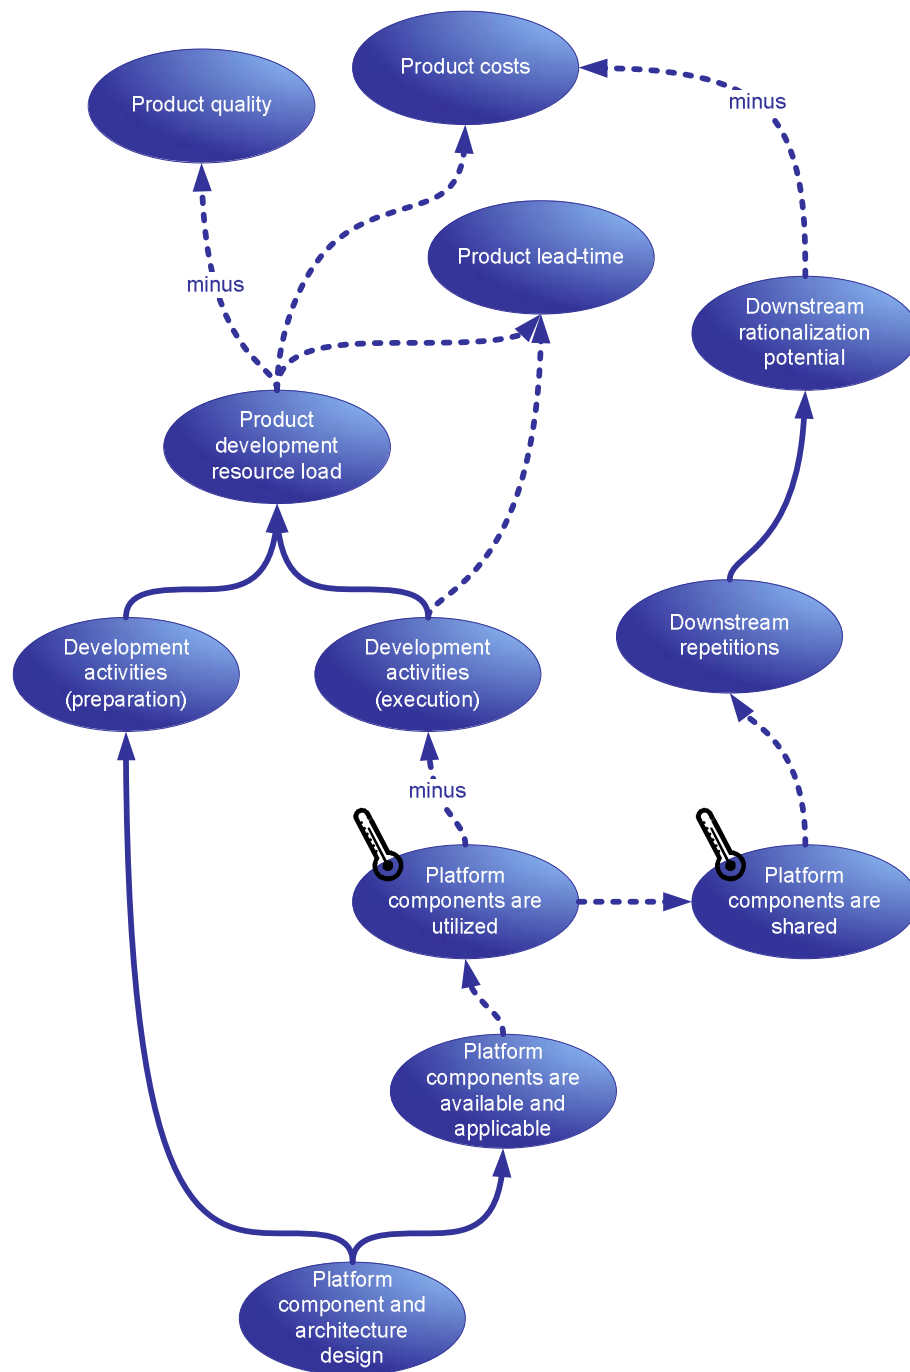 Product costs
Product quality
minus
Product lead-time
minus
Downstream
rationalization
potential
Product
development
resource load
Development
activities
(preparation)
Development
activities
(execution)
Downstream
repetitions
minus
Platform
components are
utilized
Platform
components are
shared
Platform
components are
available and
applicable
Platform
component and
architecture
design